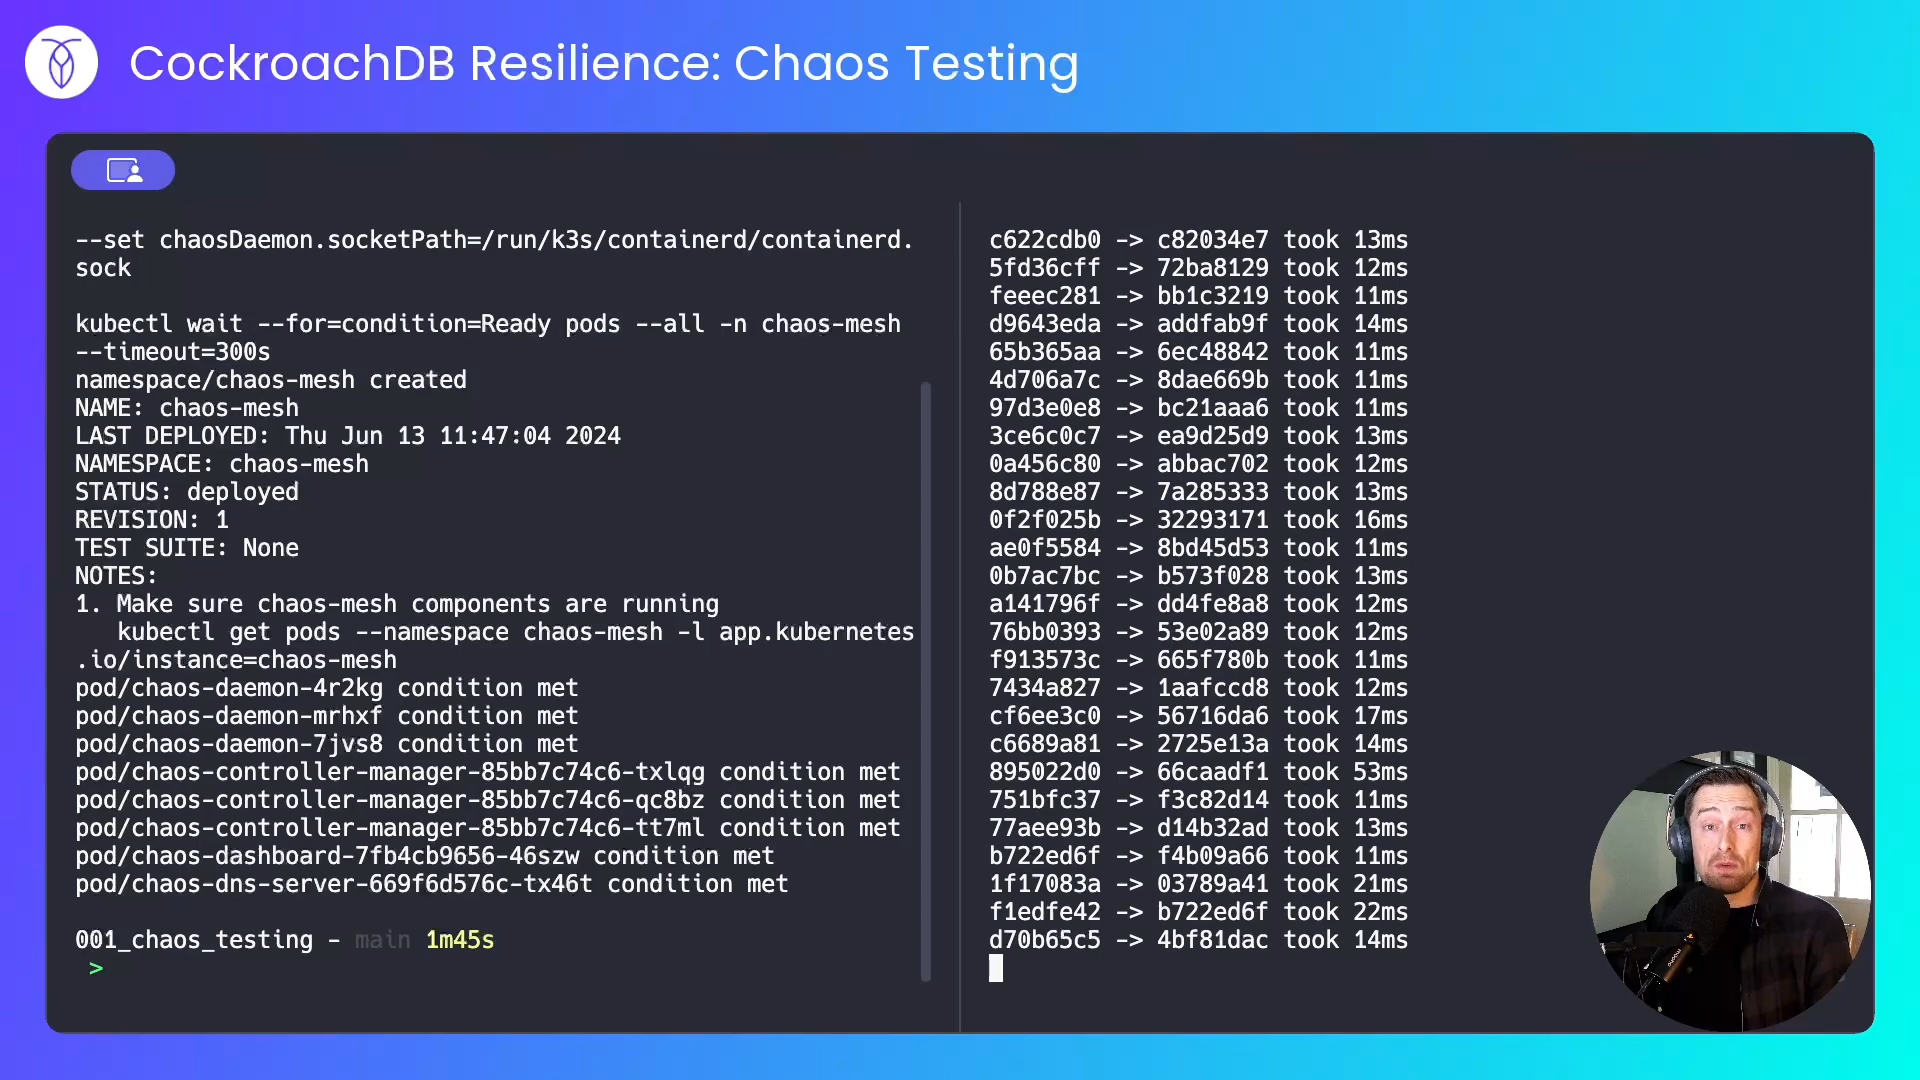 CockroachDB Resilience: Chaos Testing
--set chaosDaemon.socketPath=/run/k3s/containerd/containerd.
sock
kubectl wait --for=condition=Ready pods --all -n chaos-mesh
--timeout=300s
namespace/chaos-mesh created
NAME: chaos-mesh
LAST DEPLOYED: Thu Jun 13 11:47:04 2024
NAMESPACE: chaos-mesh
STATUS: deployed
REVISION: 1
TEST SUITE: None
NOTES:
1. Make sure chaos-mesh components are running
   kubectl get pods --namespace chaos-mesh -l app.kubernetes
.io/instance=chaos-mesh
pod/chaos-daemon-4r2kg condition met
pod/chaos-daemon-mrhxf condition met
pod/chaos-daemon-7jvs8 condition met
pod/chaos-controller-manager-85bb7c74c6-txlqg condition met
pod/chaos-controller-manager-85bb7c74c6-qc8bz condition met
pod/chaos-controller-manager-85bb7c74c6-tt7ml condition met
pod/chaos-dashboard-7fb4cb9656-46szw condition met
pod/chaos-dns-server-669f6d576c-tx46t condition met
001_chaos_testing - main 1m45s
>
c622cdb0 -> c82034e7 took 13ms
5fd36cff -> 72ba8129 took 12ms
feeec281 -> bb1c3219 took 11ms
d9643eda -> addfab9f took 14ms
65b365aa -> 6ec48842 took 11ms
4d706a7c -> 8dae669b took 11ms
97d3e0e8 -> bc21aaa6 took 11ms
3ce6c0c7 -> ea9d25d9 took 13ms
0a456c80 -> abbac702 took 12ms
8d788e87 -> 7a285333 took 13ms
0f2f025b -> 32293171 took 16ms
ae0f5584 -> 8bd45d53 took 11ms
0b7ac7bc -> b573f028 took 13ms
a141796f -> dd4fe8a8 took 12ms
76bb0393 -> 53e02a89 took 12ms
f913573c -> 665f780b took 11ms
7434a827 -> 1aafccd8 took 12ms
cf6ee3c0 -> 56716da6 took 17ms
c6689a81 -> 2725e13a took 14ms
895022d0 -> 66caadf1 took 53ms
751bfc37 -> f3c82d14 took 11ms
77aee93b -> d14b32ad took 13ms
b722ed6f -> f4b09a66 took 11ms
1f17083a -> 03789a41 took 21ms
f1edfe42 -> b722ed6f took 22ms
d70b65c5 -> 4bf81dac took 14ms